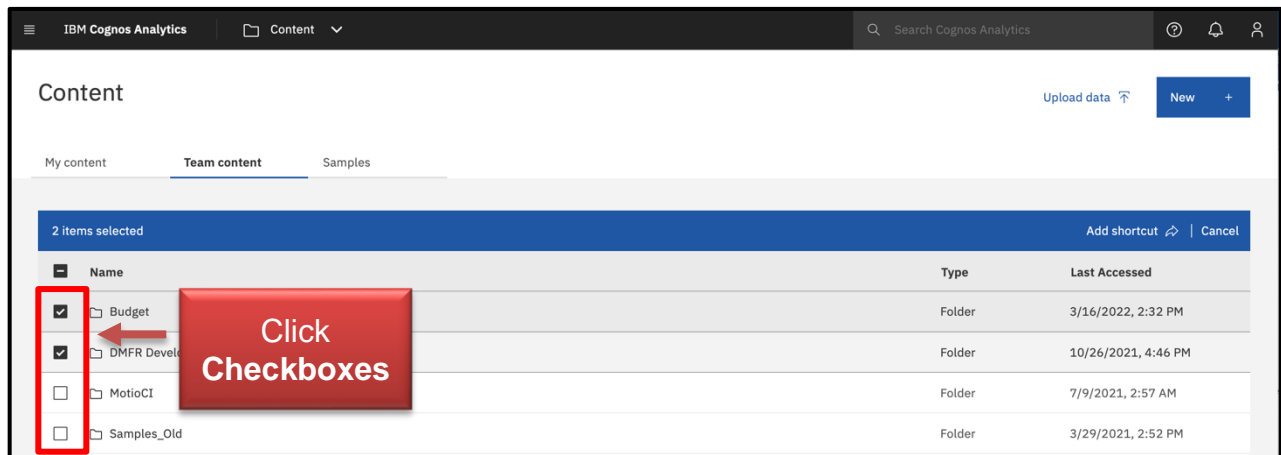 IBM Cognos Analytics Content Search Cognos Analytics
Content
Upload data New +
My content Team content Samples
2 items selected Add shortcut | Cancel
Name Type Last Accessed
Budget Folder 3/16/2022, 2:32 PM
DMFR Folder 10/26/2021, 4:46 PM
MotioCI Folder 7/9/2021, 2:57 AM
Samples_Old Folder 3/29/2021, 2:52 PM
Click
Checkboxes